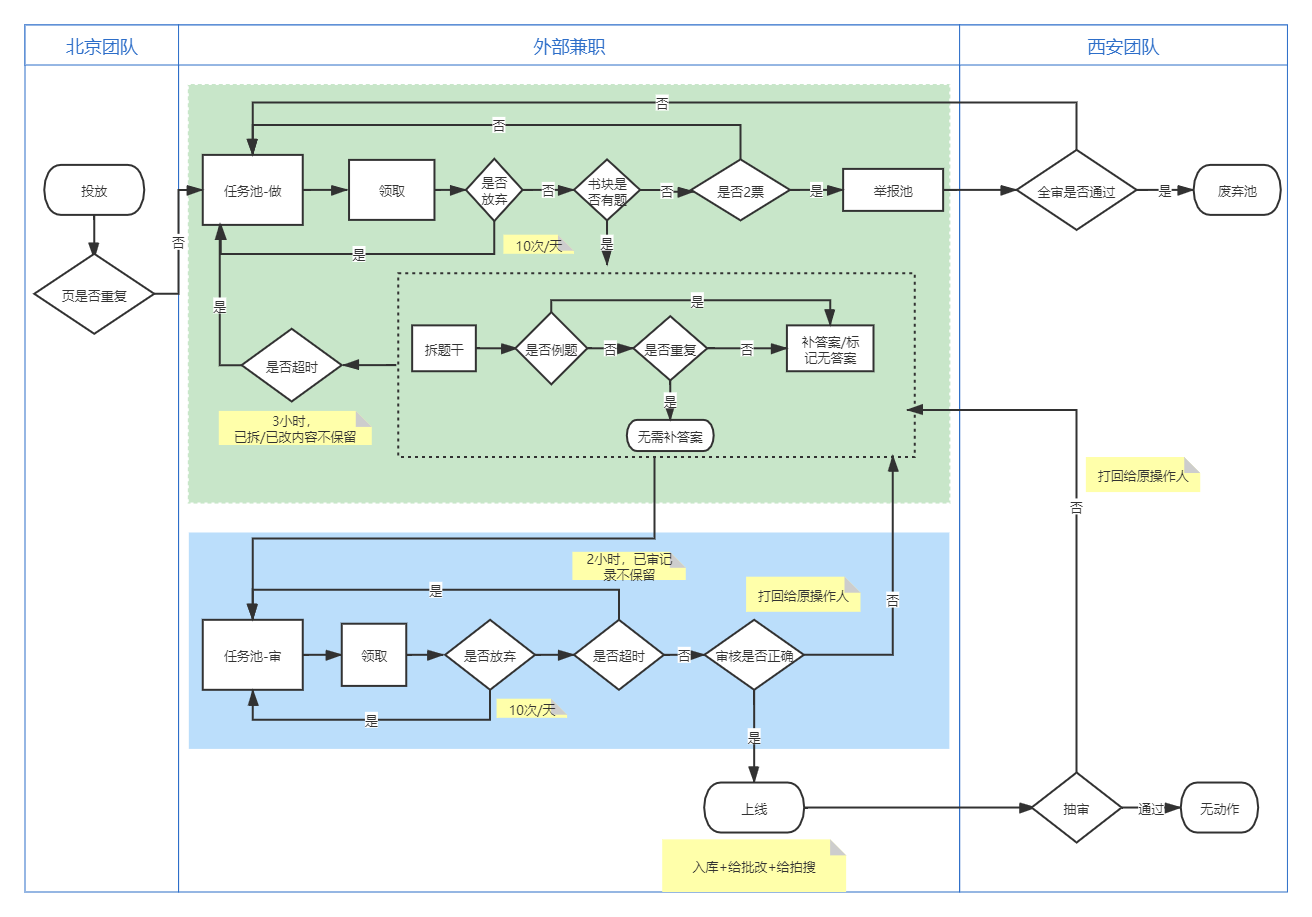 北京团队
外部兼职
西安团队
否
否
投放
任务池-做
领取
是否
放弃
否
书块是
否有题
否
是否2票
是
举报池
全审是否通过
是
废弃池
否
10次/天
是
是
页是否重复
是
是
拆题干
是否例题
否
是否重复
否
补答案/标
记无答案
是否超时
是
3小时，
已拆/已改内容不保留
无需补答案
打回给原操作人
否
2小时，已审记
录不保留
是
打回给原操作人
否
任务池-审
领取
是否放弃
是否超时
否
审核是否正确
10次/天
是
是
上线
抽审
通过
无动作
入库+给批改+给拍搜